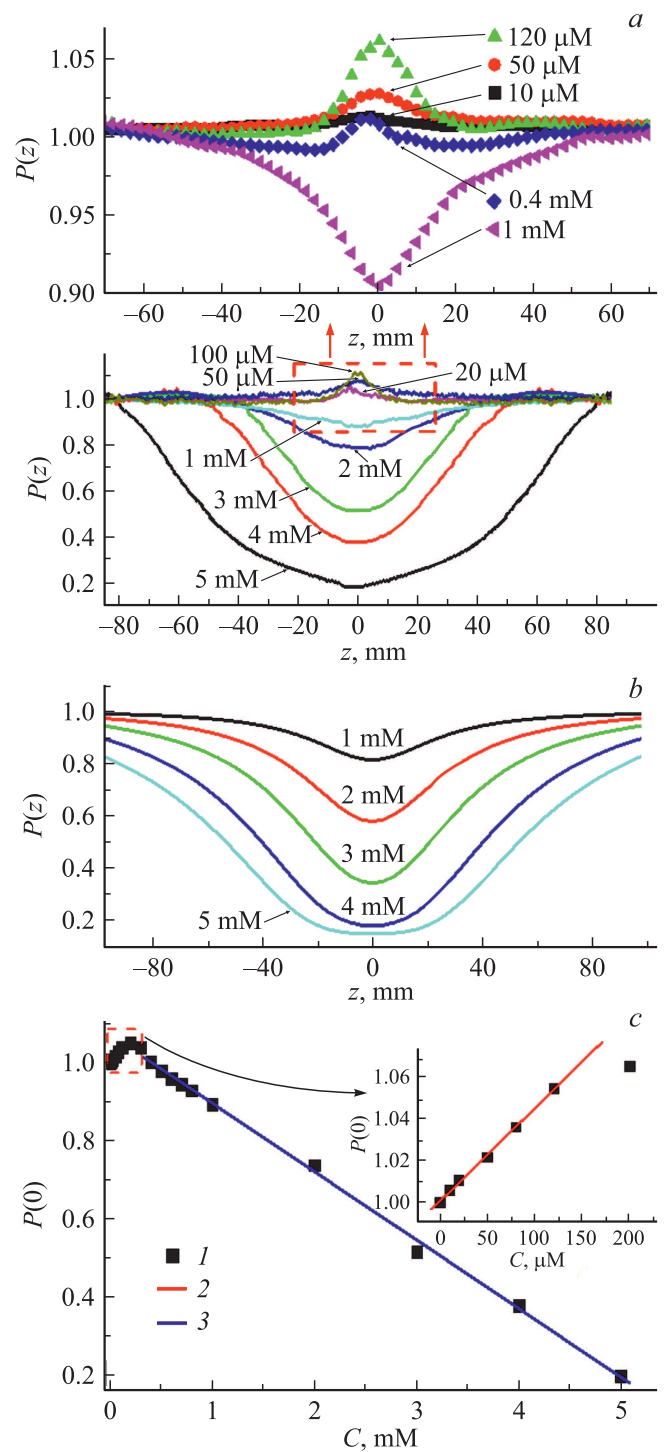 a
120 μM
50 μM
10 μM
0.4 mM
1 mM
P(z)
1.05
1.00
0.95
0.90
–60 –40 –20 0 20 40 60
z, mm
100 μM
50 μM
20 μM
1 mM
2 mM
3 mM
4 mM
5 mM
P(z)
1.0
0.8
0.6
0.4
0.2
–80 –60 –40 –20 0 20 40 60 80
z, mm
b
1 mM
2 mM
3 mM
4 mM
5 mM
P(z)
1.0
0.8
0.6
0.4
0.2
–80 –40 0 40 80
z, mm
c
P(0)
1.0
0.8
0.6
0.4
0.2
0 1 2 3 4 5
C, mM
1
2
3
P(0)
1.06
1.04
1.02
1.00
0 50 100 150 200
C, μM